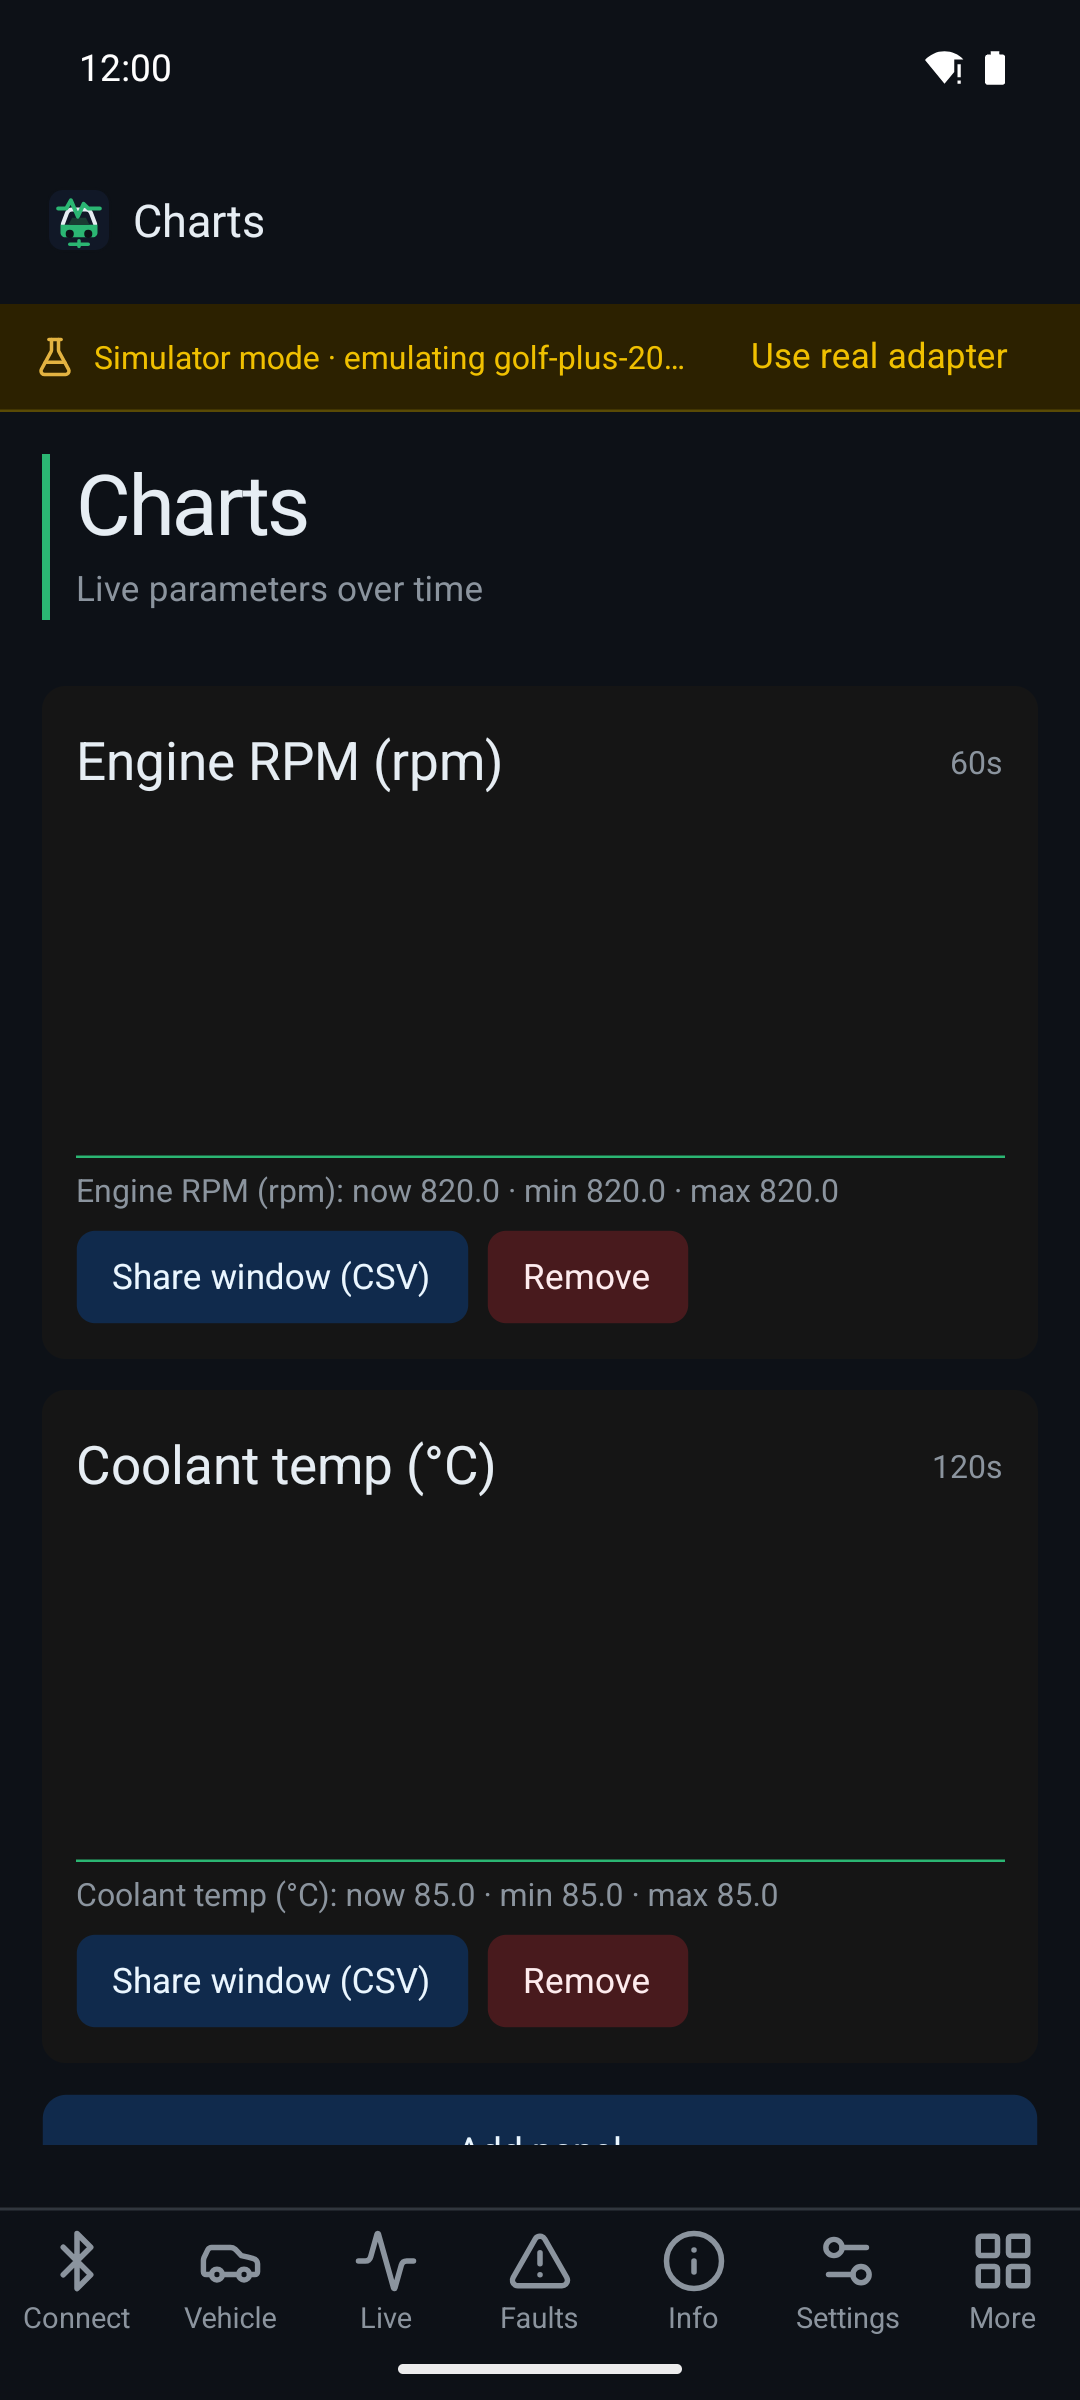 12:00
Charts
Simulator mode · emulating golf-plus-20…
Use real adapter
Charts
Live parameters over time
Engine RPM (rpm)
60s
Engine RPM (rpm): now 820.0 · min 820.0 · max 820.0
Share window (CSV)
Remove
Coolant temp (°C)
120s
Coolant temp (°C): now 85.0 · min 85.0 · max 85.0
Share window (CSV)
Remove
Add panel
Connect
Vehicle
Live
Faults
Info
Settings
More